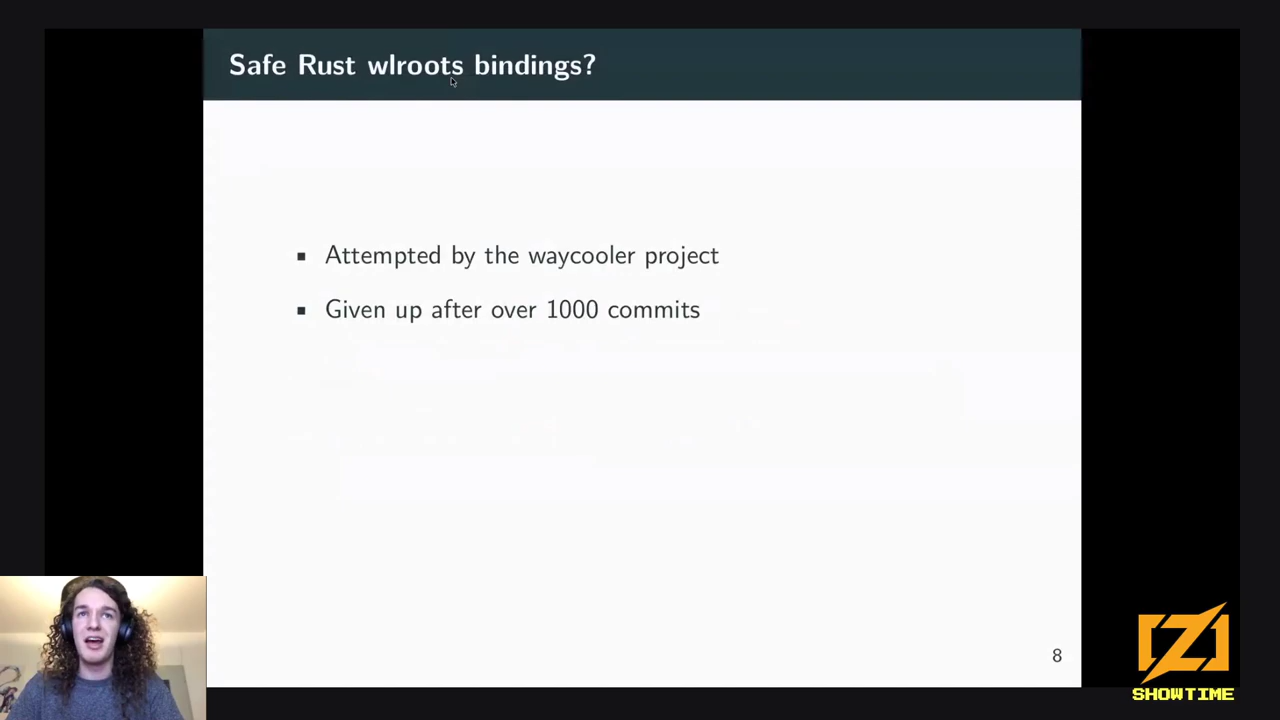 Safe Rust wlroots bindings?
▪ Attempted by the waycooler project
▪ Given up after over 1000 commits
8
[Z]
SHOWTIME